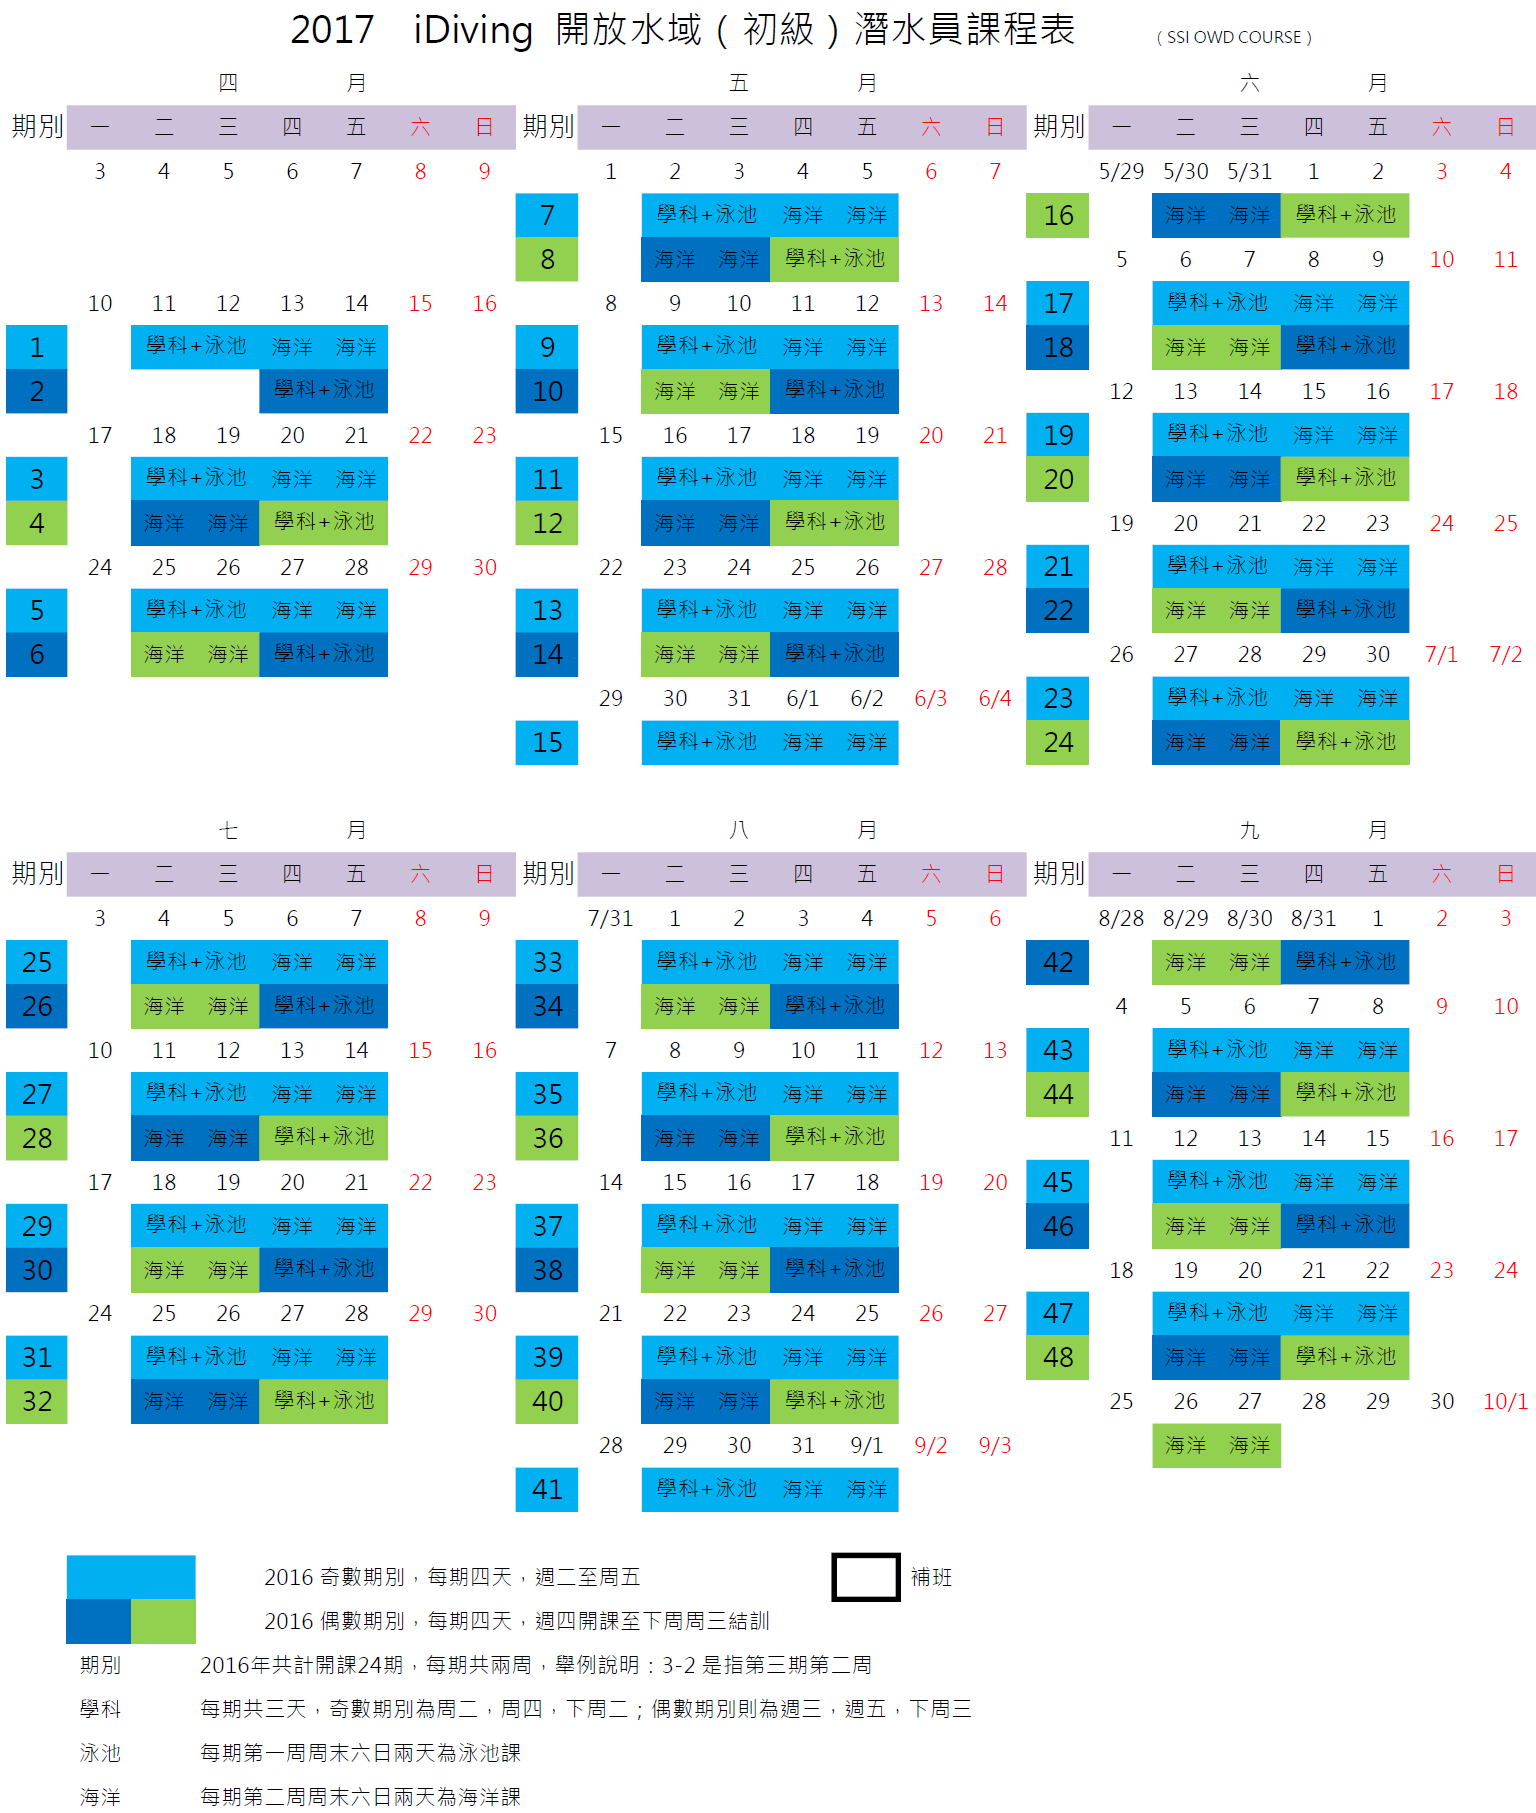 2017 iDiving 開放水域（初級）潛水員課程表 （SSI OWD COURSE）
四 月 五 月 六 月
期別 一 二 三 四 五 六 日 期別 一 二 三 四 五 六 日 期別 一 二 三 四 五 六 日
3 4 5 6 7 8 9 1 2 3 4 5 6 7 5/29 5/30 5/31 1 2 3 4
7 學科+泳池 海洋 海洋 16 海洋 海洋 學科+泳池
8 海洋 海洋 學科+泳池 5 6 7 8 9 10 11
10 11 12 13 14 15 16 8 9 10 11 12 13 14 17 學科+泳池 海洋 海洋
1 學科+泳池 海洋 海洋 9 學科+泳池 海洋 海洋 18 海洋 海洋 學科+泳池
2 學科+泳池 10 海洋 海洋 學科+泳池 12 13 14 15 16 17 18
17 18 19 20 21 22 23 15 16 17 18 19 20 21 19 學科+泳池 海洋 海洋
3 學科+泳池 海洋 海洋 11 學科+泳池 海洋 海洋 20 海洋 海洋 學科+泳池
4 海洋 海洋 學科+泳池 12 海洋 海洋 學科+泳池 19 20 21 22 23 24 25
24 25 26 27 28 29 30 22 23 24 25 26 27 28 21 學科+泳池 海洋 海洋
5 學科+泳池 海洋 海洋 13 學科+泳池 海洋 海洋 22 海洋 海洋 學科+泳池
6 海洋 海洋 學科+泳池 14 海洋 海洋 學科+泳池 26 27 28 29 30 7/1 7/2
29 30 31 6/1 6/2 6/3 6/4 23 學科+泳池 海洋 海洋
15 學科+泳池 海洋 海洋 24 海洋 海洋 學科+泳池
七 月 八 月 九 月
期別 一 二 三 四 五 六 日 期別 一 二 三 四 五 六 日 期別 一 二 三 四 五 六 日
3 4 5 6 7 8 9 7/31 1 2 3 4 5 6 8/28 8/29 8/30 8/31 1 2 3
25 學科+泳池 海洋 海洋 33 學科+泳池 海洋 海洋 42 海洋 海洋 學科+泳池
26 海洋 海洋 學科+泳池 34 海洋 海洋 學科+泳池 4 5 6 7 8 9 10
10 11 12 13 14 15 16 7 8 9 10 11 12 13 43 學科+泳池 海洋 海洋
27 學科+泳池 海洋 海洋 35 學科+泳池 海洋 海洋 44 海洋 海洋 學科+泳池
28 海洋 海洋 學科+泳池 36 海洋 海洋 學科+泳池 11 12 13 14 15 16 17
17 18 19 20 21 22 23 14 15 16 17 18 19 20 45 學科+泳池 海洋 海洋
29 學科+泳池 海洋 海洋 37 學科+泳池 海洋 海洋 46 海洋 海洋 學科+泳池
30 海洋 海洋 學科+泳池 38 海洋 海洋 學科+泳池 18 19 20 21 22 23 24
24 25 26 27 28 29 30 21 22 23 24 25 26 27 47 學科+泳池 海洋 海洋
31 學科+泳池 海洋 海洋 39 學科+泳池 海洋 海洋 48 海洋 海洋 學科+泳池
32 海洋 海洋 學科+泳池 40 海洋 海洋 學科+泳池 25 26 27 28 29 30 10/1
28 29 30 31 9/1 9/2 9/3 海洋 海洋
41 學科+泳池 海洋 海洋
2016 奇數期別，每期四天，週二至周五 補班
2016 偶數期別，每期四天，週四開課至下周周三結訓
期別 2016年共計開課24期，每期共兩周，舉例說明：3-2 是指第三期第二周
學科 每期共三天，奇數期別為周二，周四，下周二；偶數期別則為週三，週五，下周三
泳池 每期第一周周末六日兩天為泳池課
海洋 每期第二周周末六日兩天為海洋課